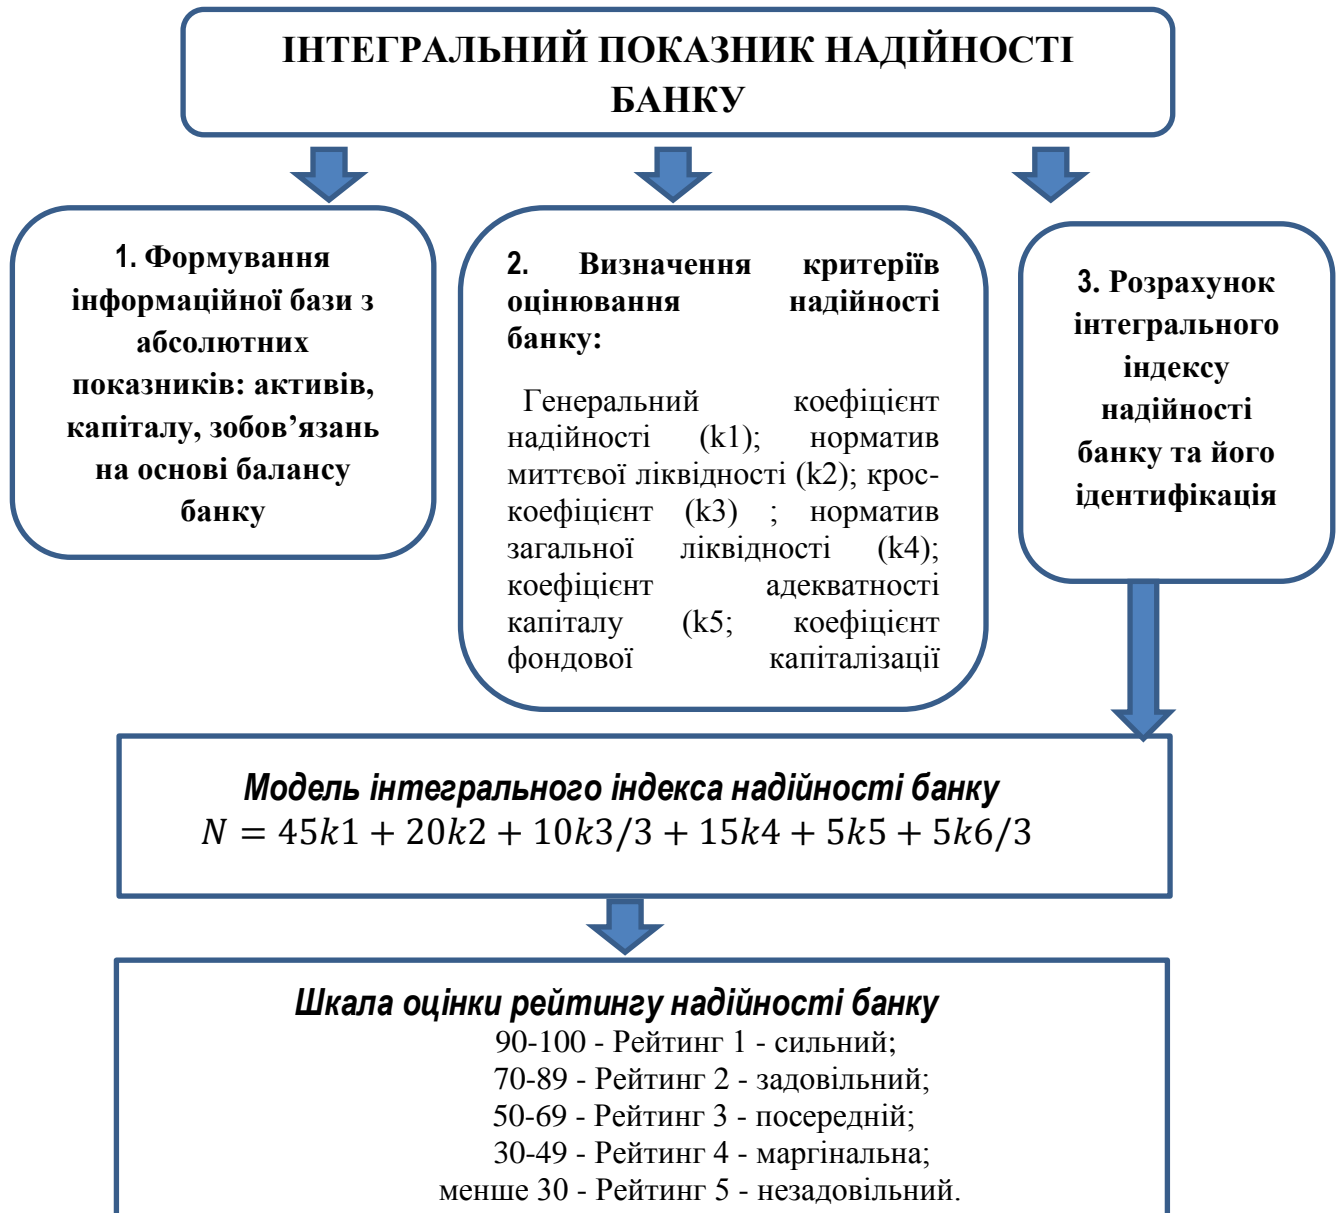 ІНТЕГРАЛЬНИЙ ПОКАЗНИК НАДІЙНОСТІ
БАНКУ
1. Формування
інформаційної бази з
абсолютних
показників: активів,
капіталу, зобов’язань
на основі балансу
банку
2. Визначення критеріїв
оцінювання надійності
банку:
Генеральний коефіцієнт
надійності (k1); норматив
миттєвої ліквідності (k2); крос-
коефіцієнт (k3) ; норматив
загальної ліквідності (k4);
коефіцієнт адекватності
капіталу (k5; коефіцієнт
фондової капіталізації
3. Розрахунок
інтегрального
індексу
надійності
банку та його
ідентифікація
Модель інтегрального індекса надійності банку
N = 45k1 + 20k2 + 10k3/3 + 15k4 + 5k5 + 5k6/3
Шкала оцінки рейтингу надійності банку
90-100 - Рейтинг 1 - сильний;
70-89 - Рейтинг 2 - задовільний;
50-69 - Рейтинг 3 - посередній;
30-49 - Рейтинг 4 - маргінальна;
менше 30 - Рейтинг 5 - незадовільний.